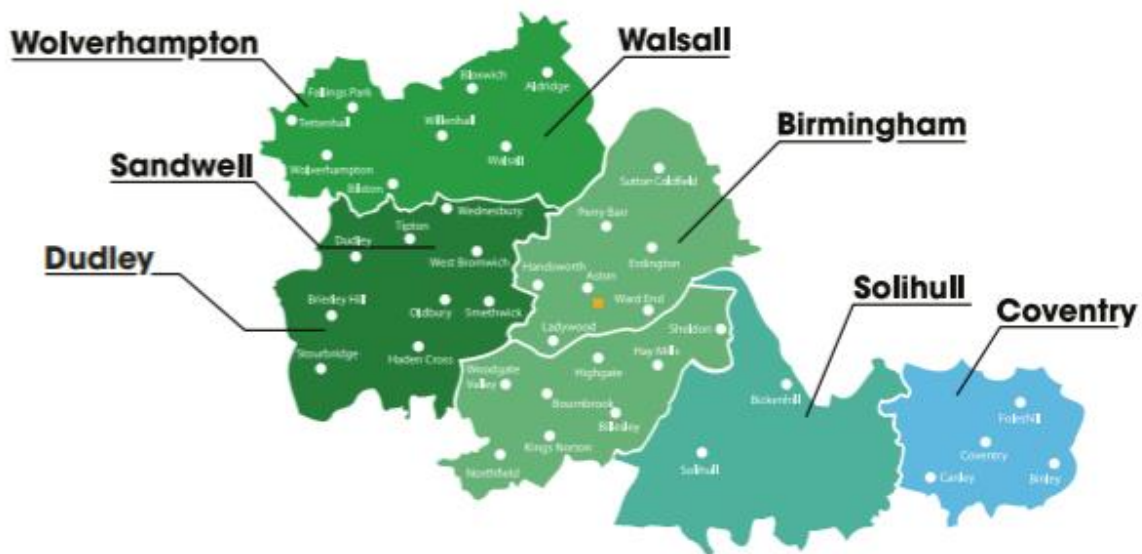 Wolverhampton
Walsall
Bloxwich
Aldridge
Fallings Park
Tettenhall
Willenhall
Birmingham
Walsall
Sandwell
Wolverhampton
Bilston
Sutton Coldfield
Wednesbury
Tipton
Perry Barr
Dudley
Dudley
West Bromwich
Erdington
Handsworth
Aston
Solihull
Brierley Hill
Oldbury
Smethwick
Ward End
Coventry
Ladywood
Sheldon
Stourbridge
Haden Cross
Hay Mills
Woodgate
Valley
Highgate
Bickenhill
Bournbrook
Billesley
Foleshill
Kings Norton
Coventry
Northfield
Solihull
Canley
Binley